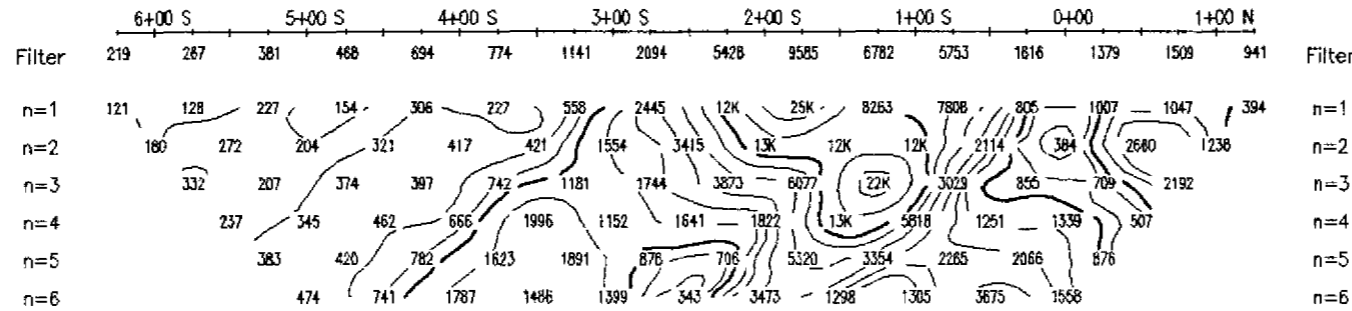 6+00 S 5+00 S 4+00 S 3+00 S 2+00 S 1+00 S 0+00 1+00 N
Filter 219 267 381 468 694 774 1141 2094 5428 9585 6782 5753 1816 1379 1509 941 Filter
n=1 121 128 227 154 306 227 558 2445 12K 25K 8263 7808 805 1007 1047 394 n=1
n=2 180 272 204 321 417 421 1554 3415 13K 12K 12K 2114 384 2680 1238 n=2
n=3 332 207 374 397 742 1181 1744 3873 6077 22K 3029 855 709 2192 n=3
n=4 237 345 462 666 1996 1152 1641 1822 13K 5818 1251 1339 507 n=4
n=5 383 420 782 1623 1891 876 706 5320 3354 2265 2066 876 n=5
n=6 474 741 1787 1486 1399 343 3473 1298 1305 3675 1558 n=6